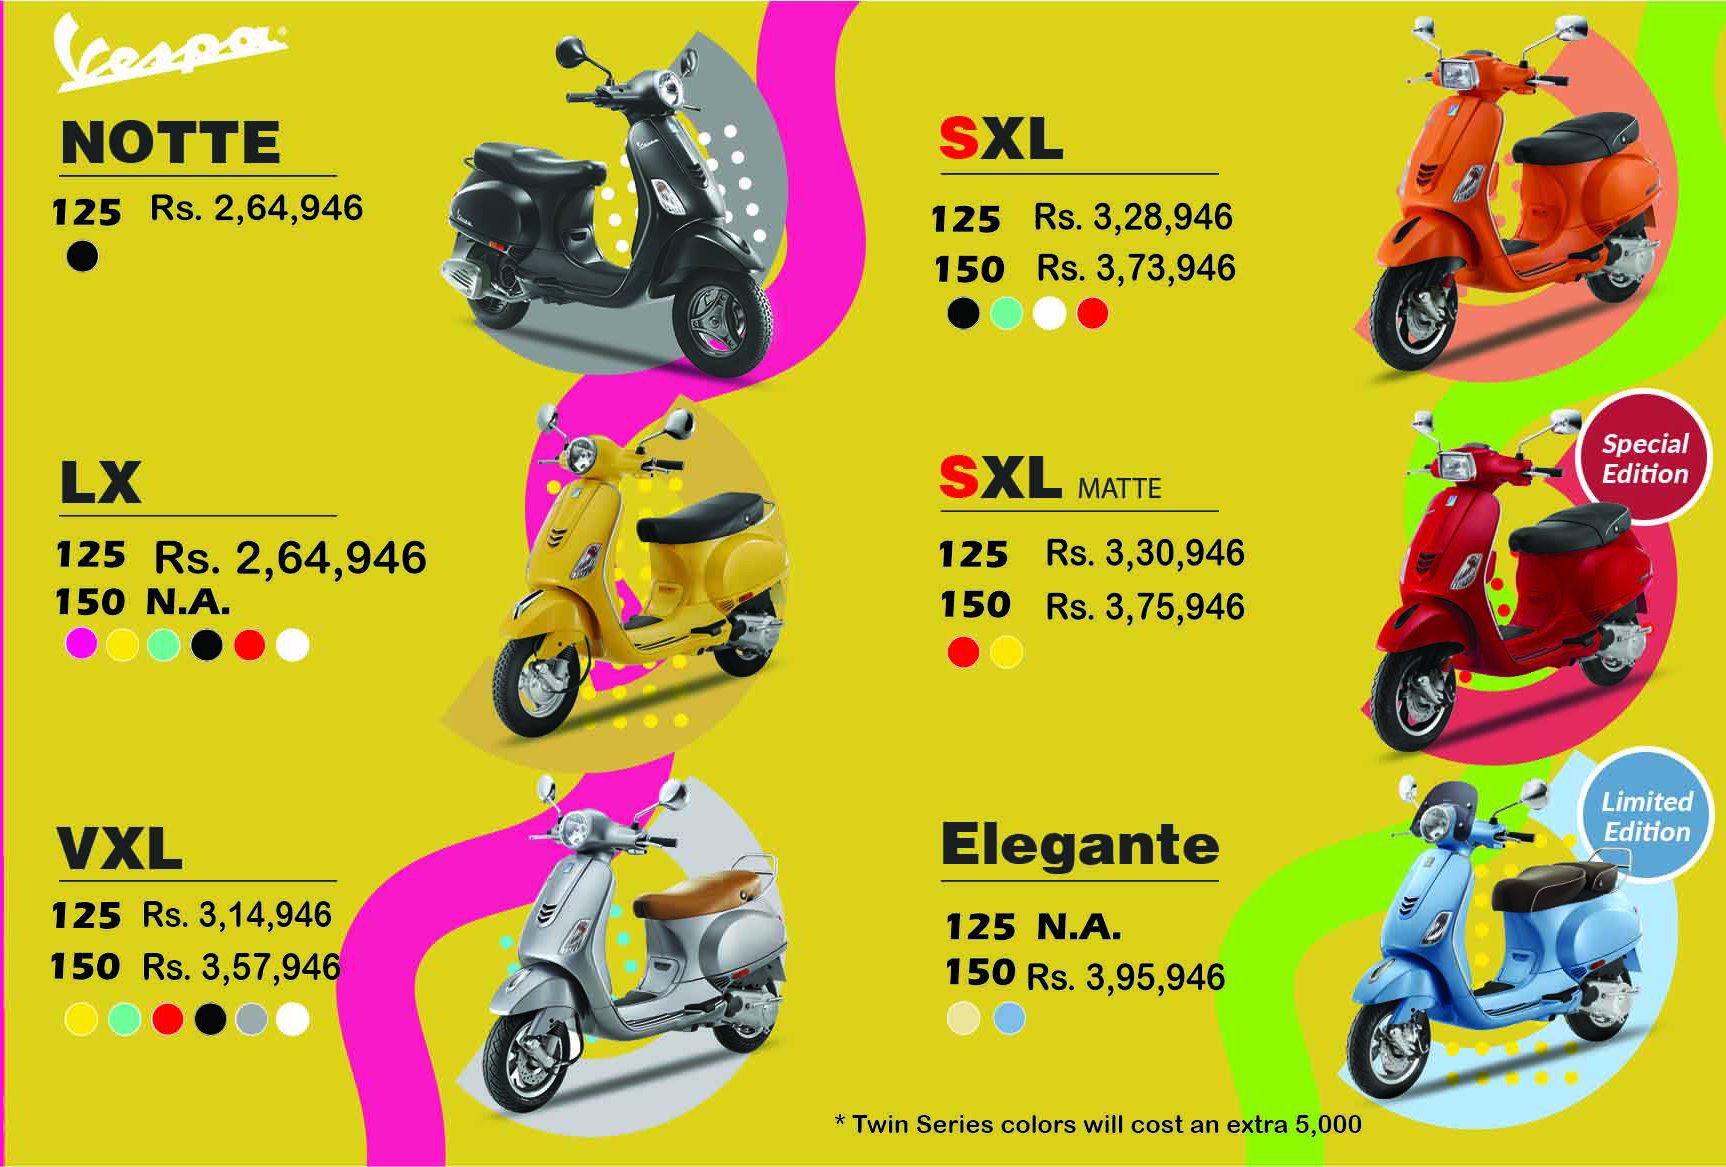 Vespa
NOTTE
125 Rs. 2,64,946
LX
125 Rs. 2,64,946
150 N.A.
VXL
125 Rs. 3,14,946
150 Rs. 3,57,946
SXL
125 Rs. 3,28,946
150 Rs. 3,73,946
SXL MATTE
125 Rs. 3,30,946
150 Rs. 3,75,946
Special
Edition
Elegante
125 N.A.
150 Rs. 3,95,946
Limited
Edition
* Twin Series colors will cost an extra 5,000